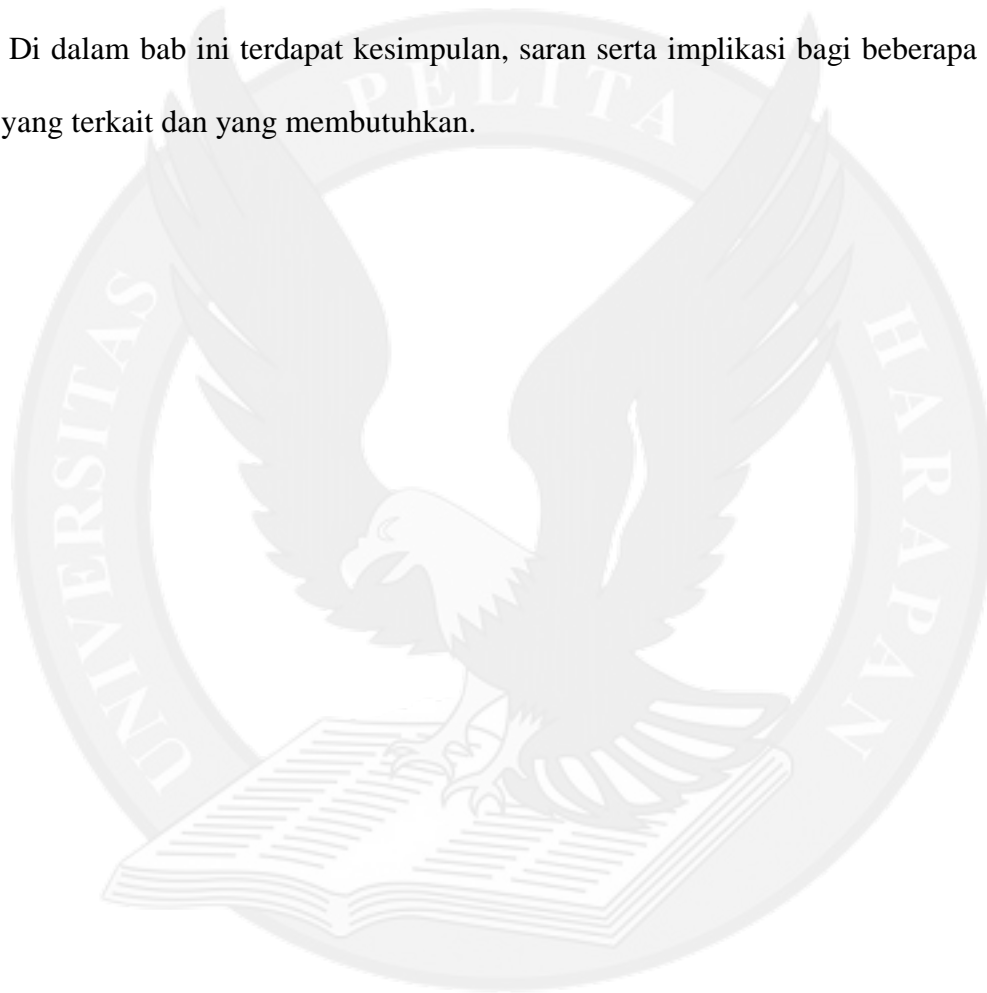 Di dalam bab ini terdapat kesimpulan, saran serta implikasi bagi beberapa
yang terkait dan yang membutuhkan.
UNIVERSITAS PELITA HARAPAN